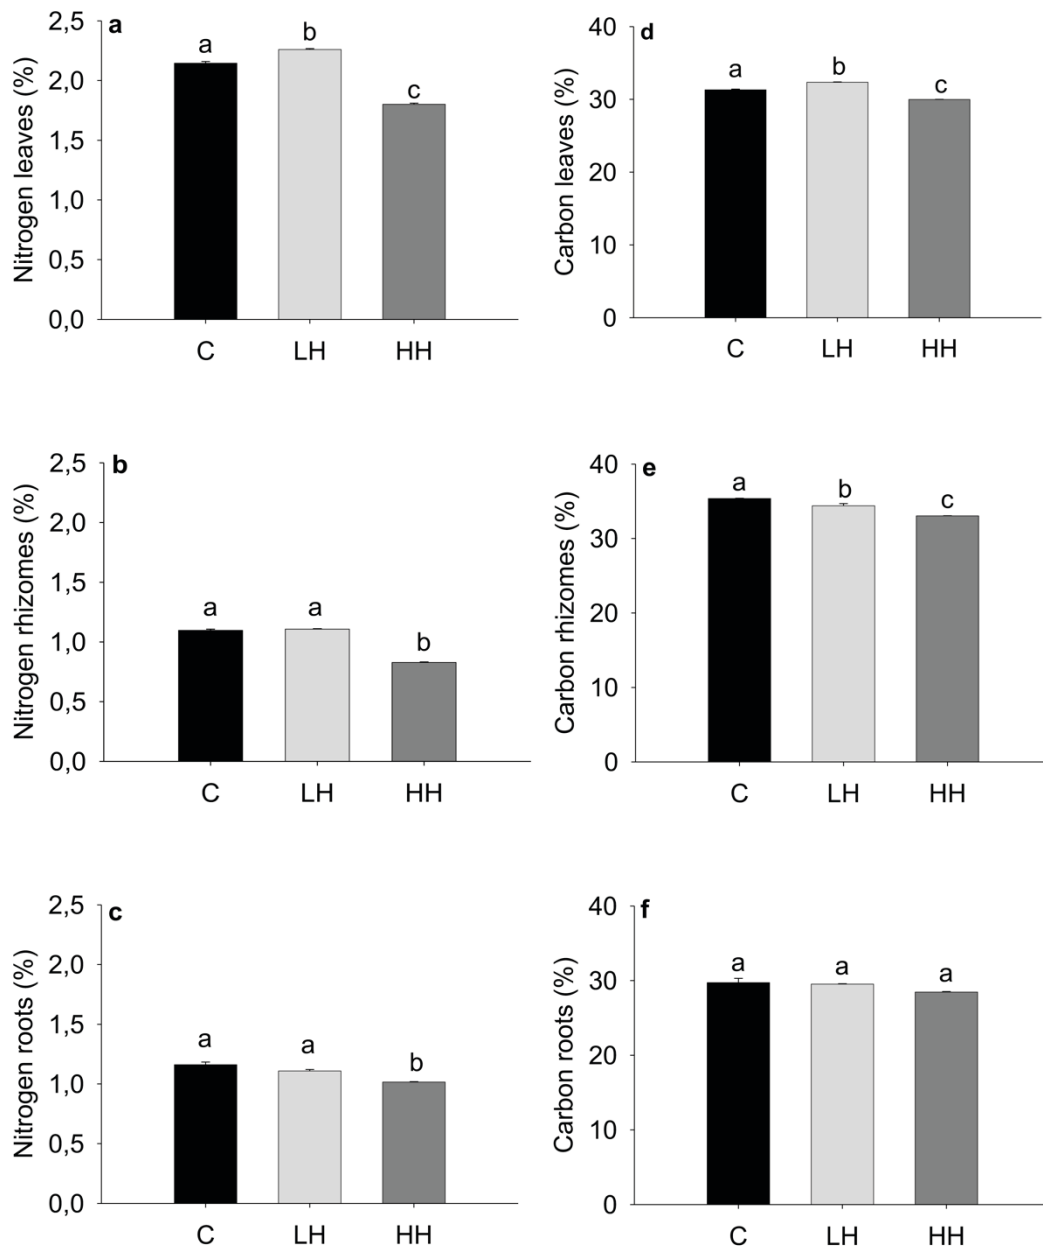 a
Nitrogen leaves (%)
2,5
2,0
1,5
1,0
0,5
0,0
a
b
c
C LH HH
d
Carbon leaves (%)
40
30
20
10
0
a
b
c
C LH HH
b
Nitrogen rhizomes (%)
2,5
2,0
1,5
1,0
0,5
0,0
a
a
b
C LH HH
e
Carbon rhizomes (%)
40
30
20
10
0
a
b
c
C LH HH
c
Nitrogen roots (%)
2,5
2,0
1,5
1,0
0,5
0,0
a
a
b
C LH HH
f
Carbon roots (%)
40
30
20
10
0
a
a
a
C LH HH